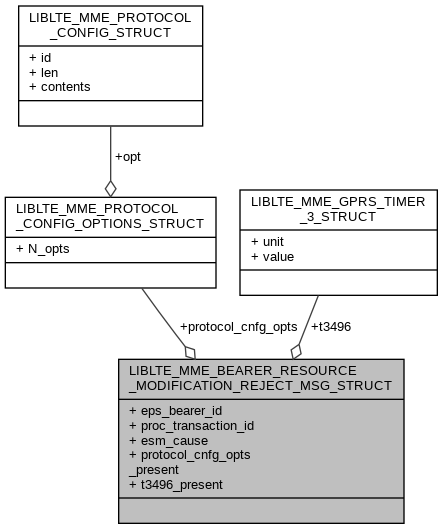 LIBLTE_MME_PROTOCOL
_CONFIG_STRUCT
+ id
+ len
+ contents
+opt
LIBLTE_MME_PROTOCOL
_CONFIG_OPTIONS_STRUCT
+ N_opts
LIBLTE_MME_GPRS_TIMER
_3_STRUCT
+ unit
+ value
+protocol_cnfg_opts
+t3496
LIBLTE_MME_BEARER_RESOURCE
_MODIFICATION_REJECT_MSG_STRUCT
+ eps_bearer_id
+ proc_transaction_id
+ esm_cause
+ protocol_cnfg_opts
_present
+ t3496_present